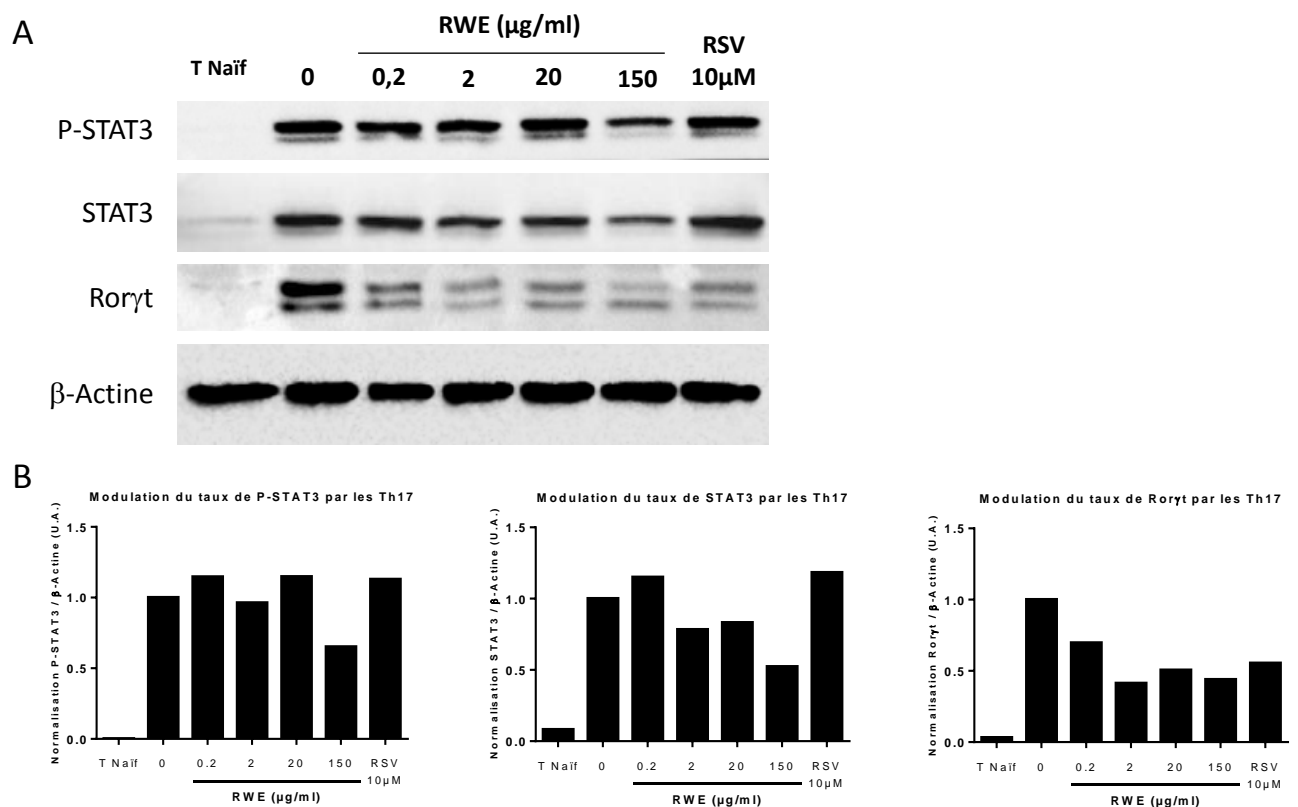 A
RWE (µg/ml)
T Naïf
0
0,2
2
20
150
RSV
10µM
P-STAT3
STAT3
Rorγt
β-Actine
B
Modulation du taux de P-STAT3 par les Th17
Normalisation P-STAT3 / β-Actine (U.A.)
1.5
1.0
0.5
0.0
T Naïf 0 0.2 2 20 150 RSV
10µM
RWE (µg/ml)
Modulation du taux de STAT3 par les Th17
Normalisation STAT3 / β-Actine (U.A.)
1.5
1.0
0.5
0.0
T Naïf 0 0.2 2 20 150 RSV
10µM
RWE (µg/ml)
Modulation du taux de Rorγt par les Th17
Normalisation Rorγt / β-Actine (U.A.)
1.5
1.0
0.5
0.0
T Naïf 0 0.2 2 20 150 RSV
10µM
RWE (µg/ml)